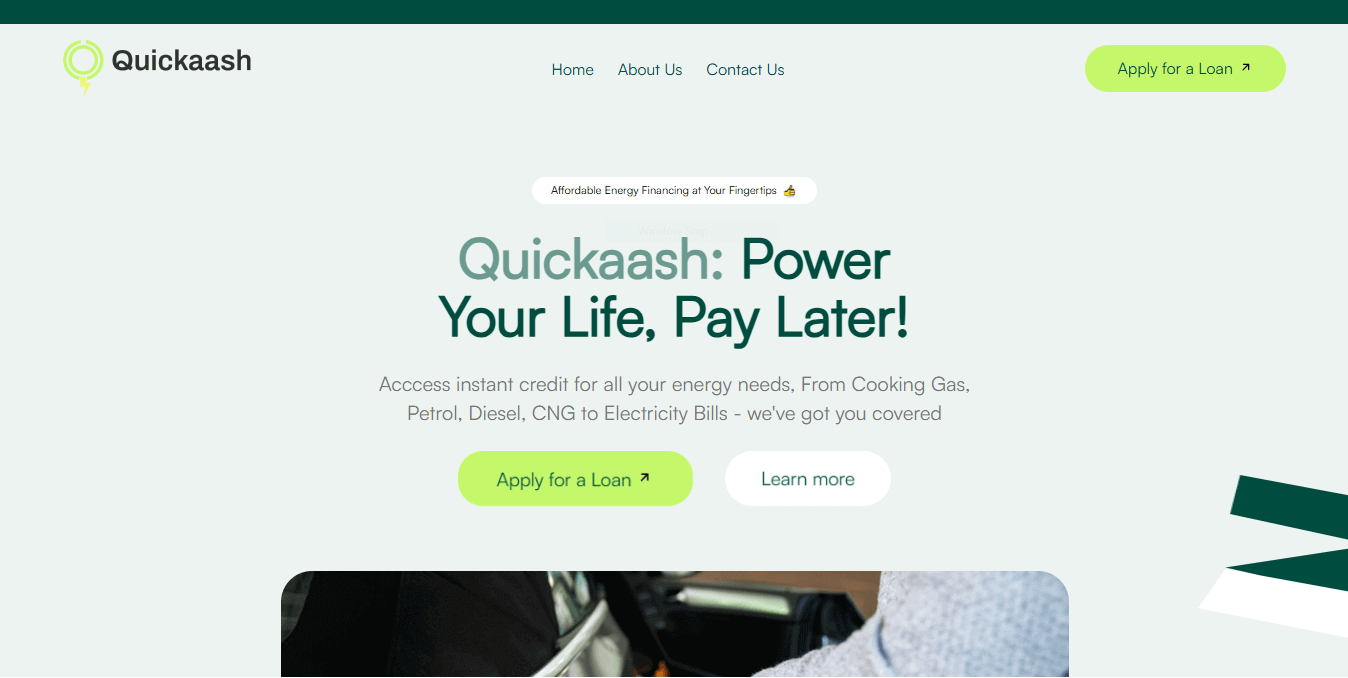 Quickaash
Home About Us Contact Us
Apply for a Loan
Affordable Energy Financing at Your Fingertips 👍
Quickaash: Power
Your Life, Pay Later!
Acccess instant credit for all your energy needs, From Cooking Gas,
Petrol, Diesel, CNG to Electricity Bills - we've got you covered
Apply for a Loan
Learn more